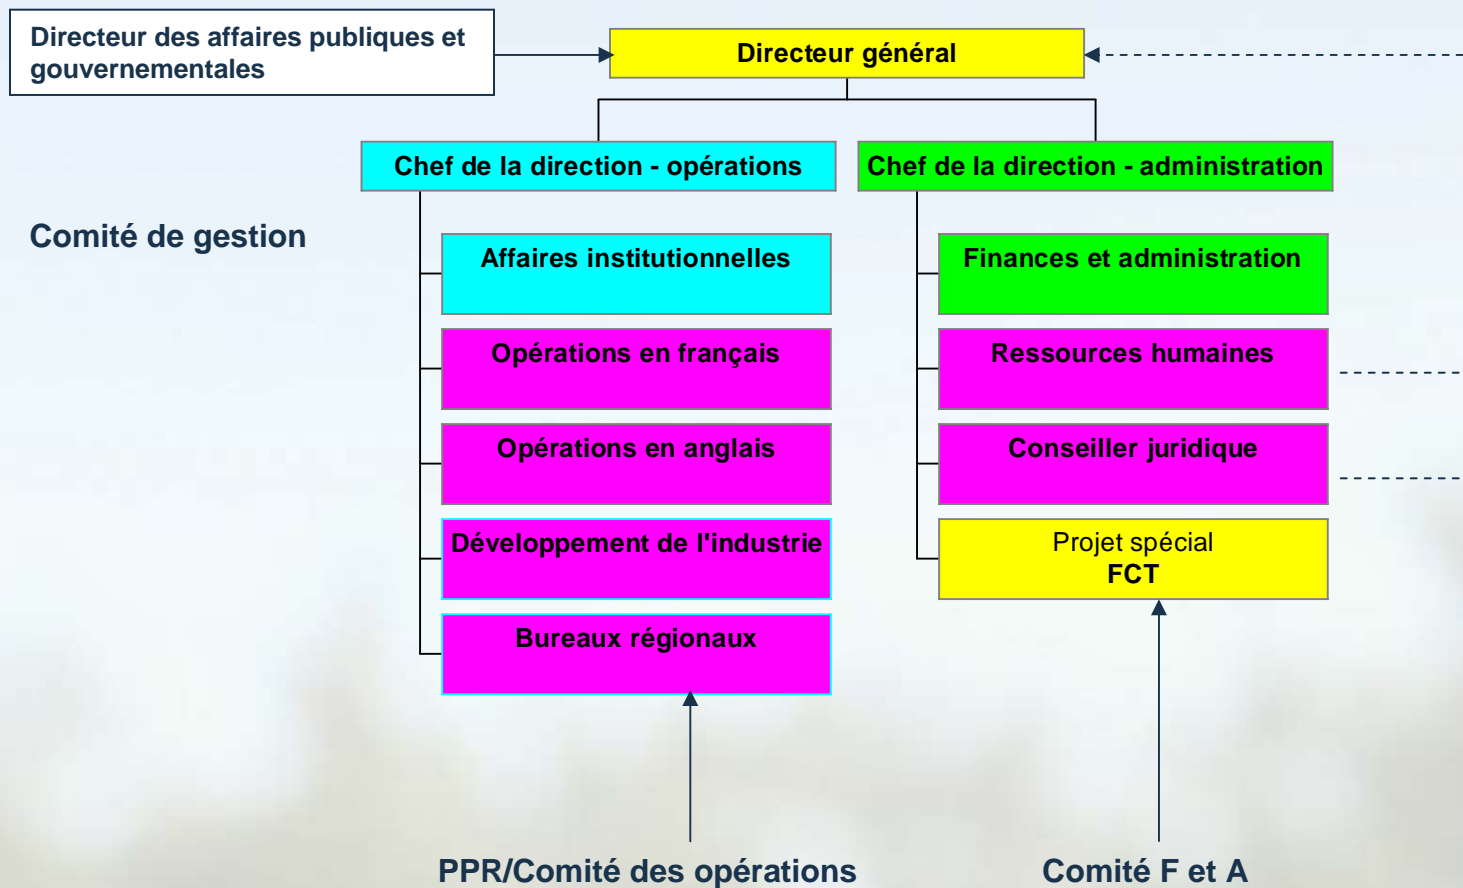 Directeur des affaires publiques et
gouvernementales
Directeur général
Chef de la direction - opérations
Chef de la direction - administration
Comité de gestion
Affaires institutionnelles
Finances et administration
Opérations en français
Ressources humaines
Opérations en anglais
Conseiller juridique
Développement de l'industrie
Projet spécial
FCT
Bureaux régionaux
PPR/Comité des opérations
Comité F et A